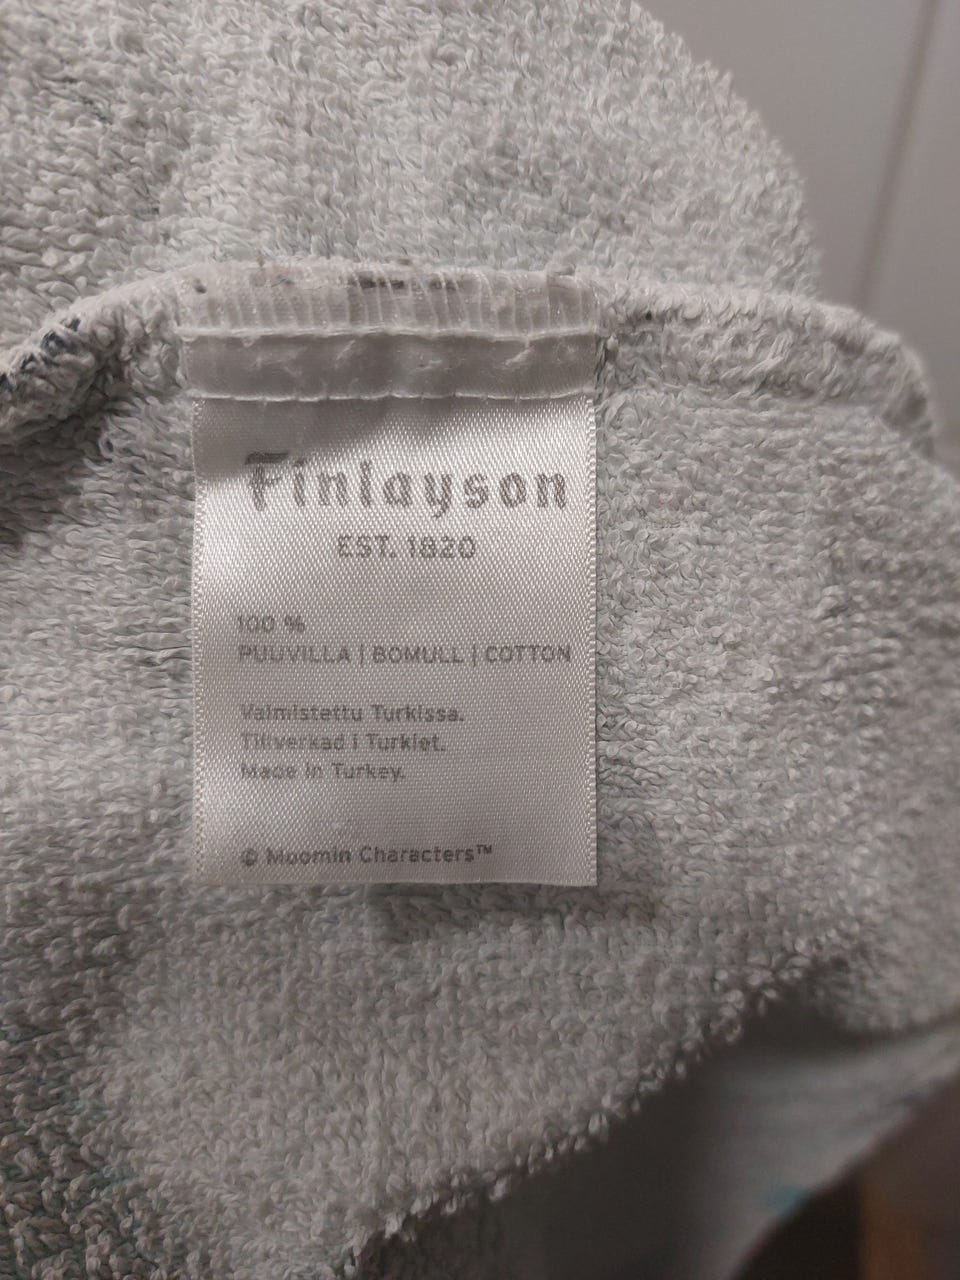 Finlayson
EST. 1820
100 %
PUUVILLA | BOMULL | COTTON
Valmistettu Turkissa.
Tillverkad i Turkiet.
Made in Turkey.
© Moomin Characters™